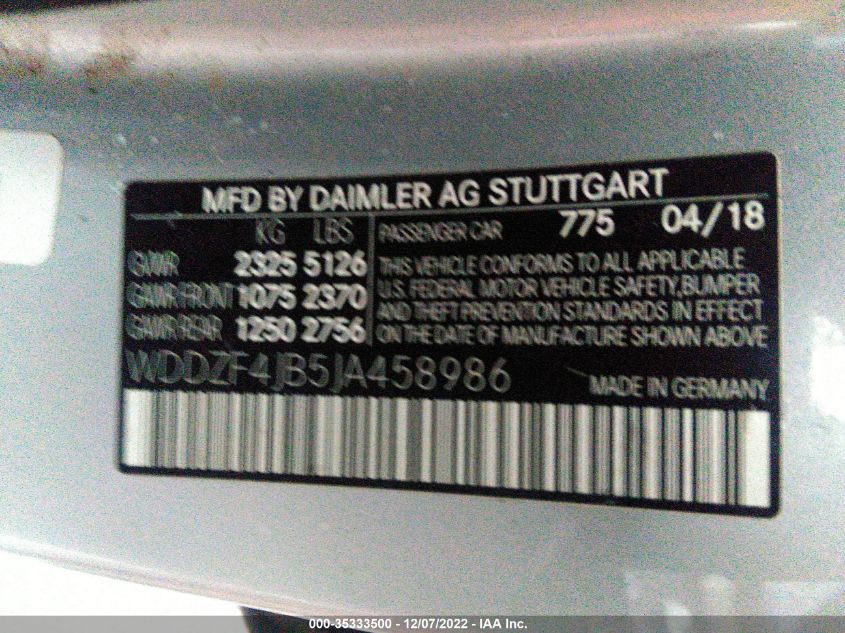 MFD BY DAIMLER AG STUTTGART
KG LBS
GAWR 2325 5126
GAWR FRONT 1075 2370
GAWR REAR 1250 2756
PASSENGER CAR 775 04/18
THIS VEHICLE CONFORMS TO ALL APPLICABLE
U.S. FEDERAL MOTOR VEHICLE SAFETY, BUMPER
AND THEFT PREVENTION STANDARDS IN EFFECT
ON THE DATE OF MANUFACTURE SHOWN ABOVE
WDDZF4JB5JA458986
MADE IN GERMANY
000-35333500 - 12/07/2022 - IAA Inc.